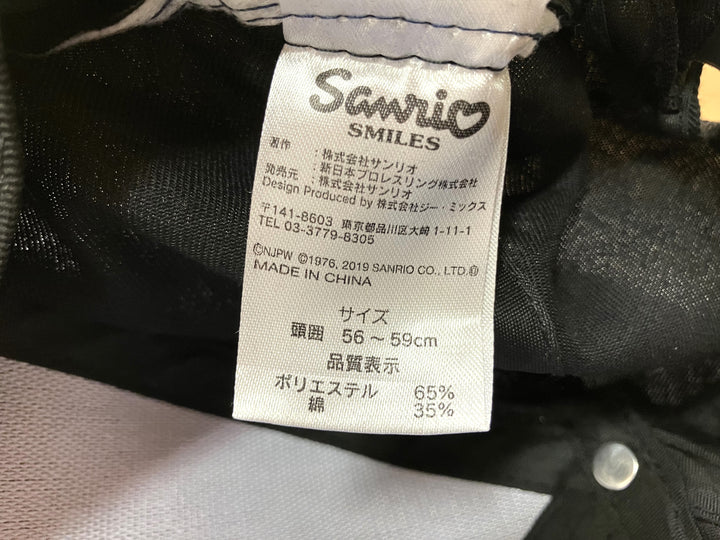 Sanrio
SMILES
著作 : 株式会社サンリオ
: 新日本プロレスリング株式会社
発売元 : 株式会社サンリオ
Design Produced by 株式会社ジー・ミックス
〒141-8603 東京都品川区大崎 1-11-1
TEL 03-3779-8305
©NJPW ©1976, 2019 SANRIO CO., LTD.Ⓗ
MADE IN CHINA
サイズ
頭囲 56～59cm
品質表示
ポリエステル 65%
綿 35%